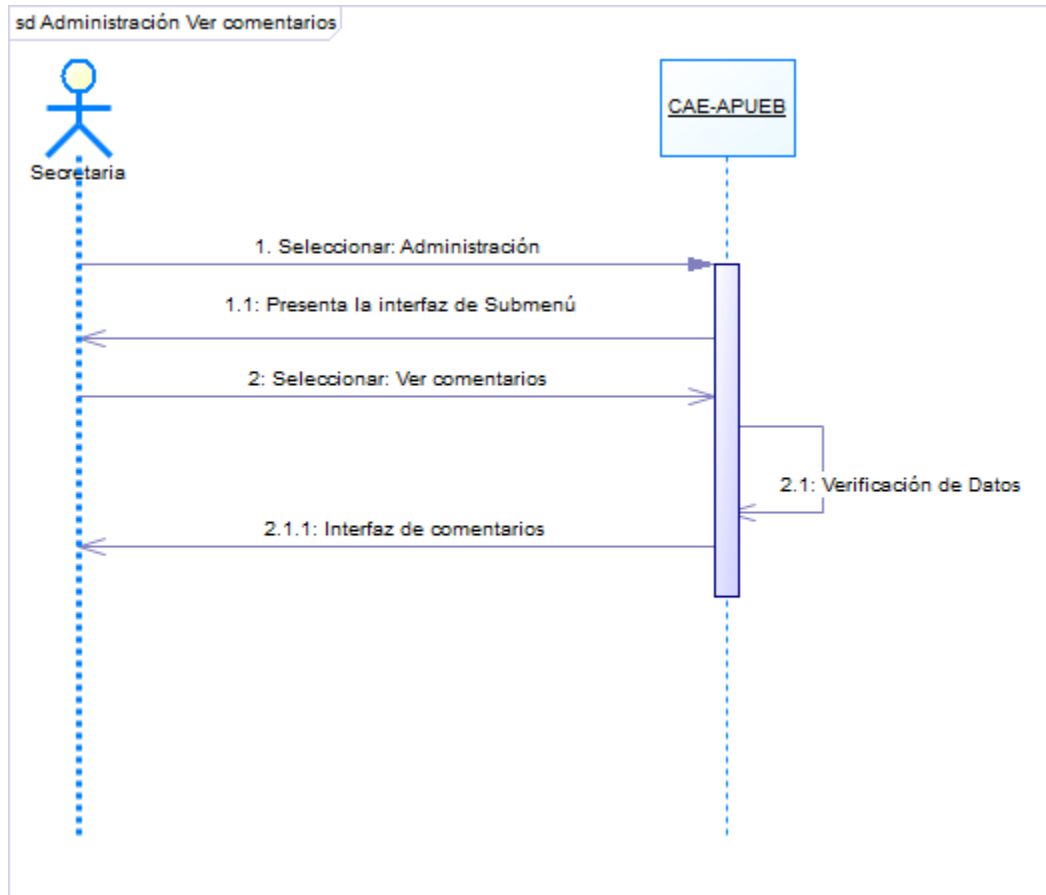 sd Administración Ver comentarios
CAE-APUEB
Secretaria
1. Seleccionar: Administración
1.1: Presenta la interfaz de Submenú
2: Seleccionar: Ver comentarios
2.1: Verificación de Datos
2.1.1: Interfaz de comentarios